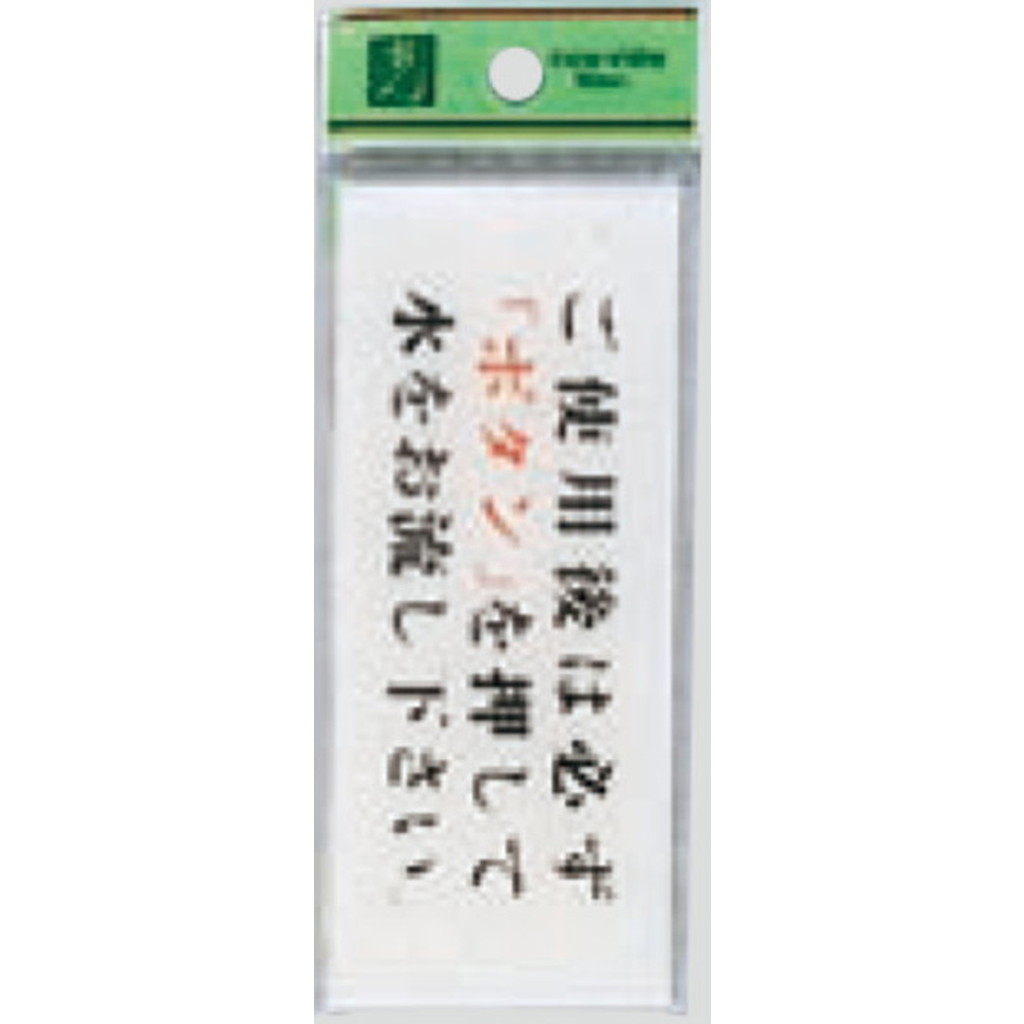 ご使用後は必ず
「ボタン」を押して
水をお流し下さい